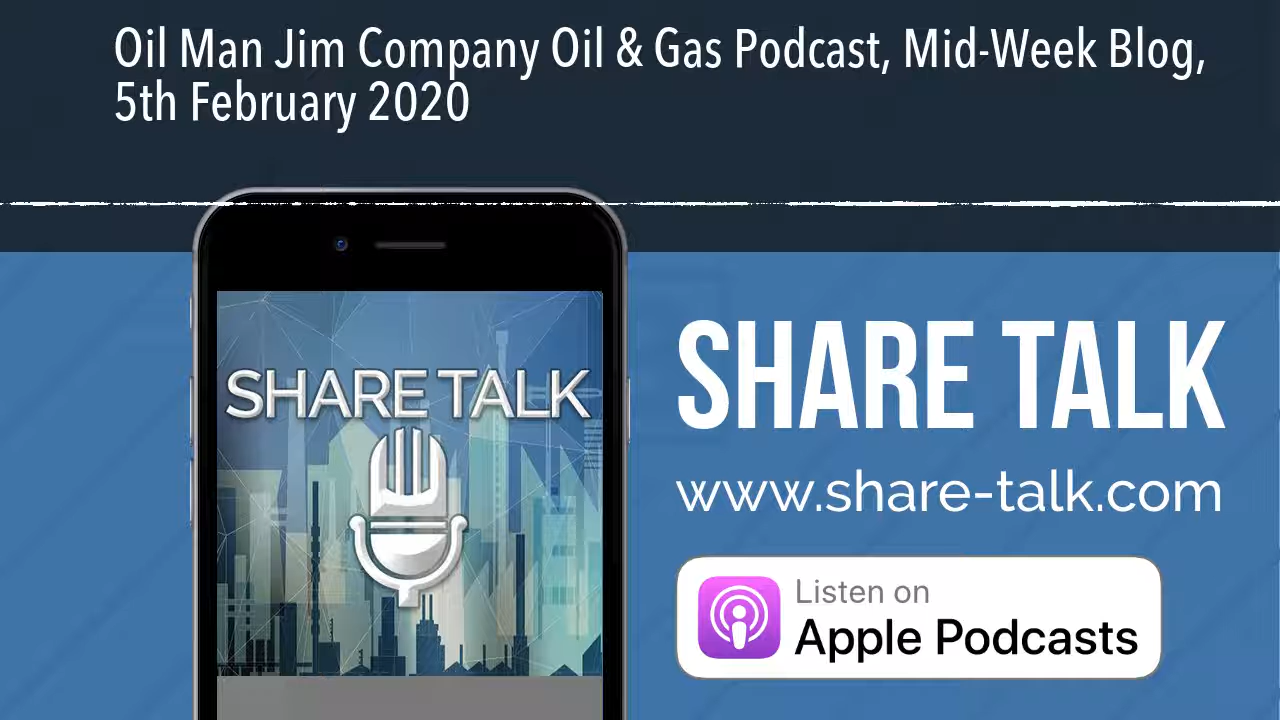 Oil Man Jim Company Oil & Gas Podcast, Mid-Week Blog,
5th February 2020
SHARE TALK
SHARE TALK
www.share-talk.com
Listen on
Apple Podcasts